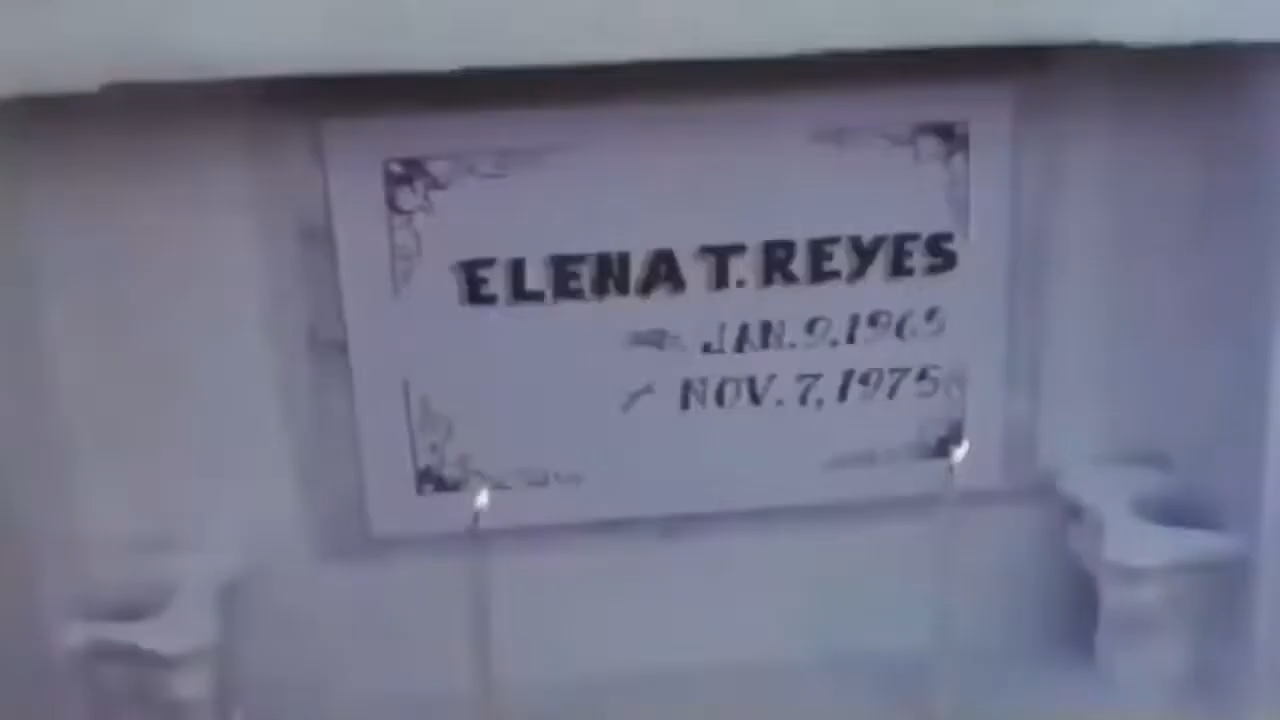 ELENA T. REYES
JAN. 9, 1965
NOV. 7, 1975